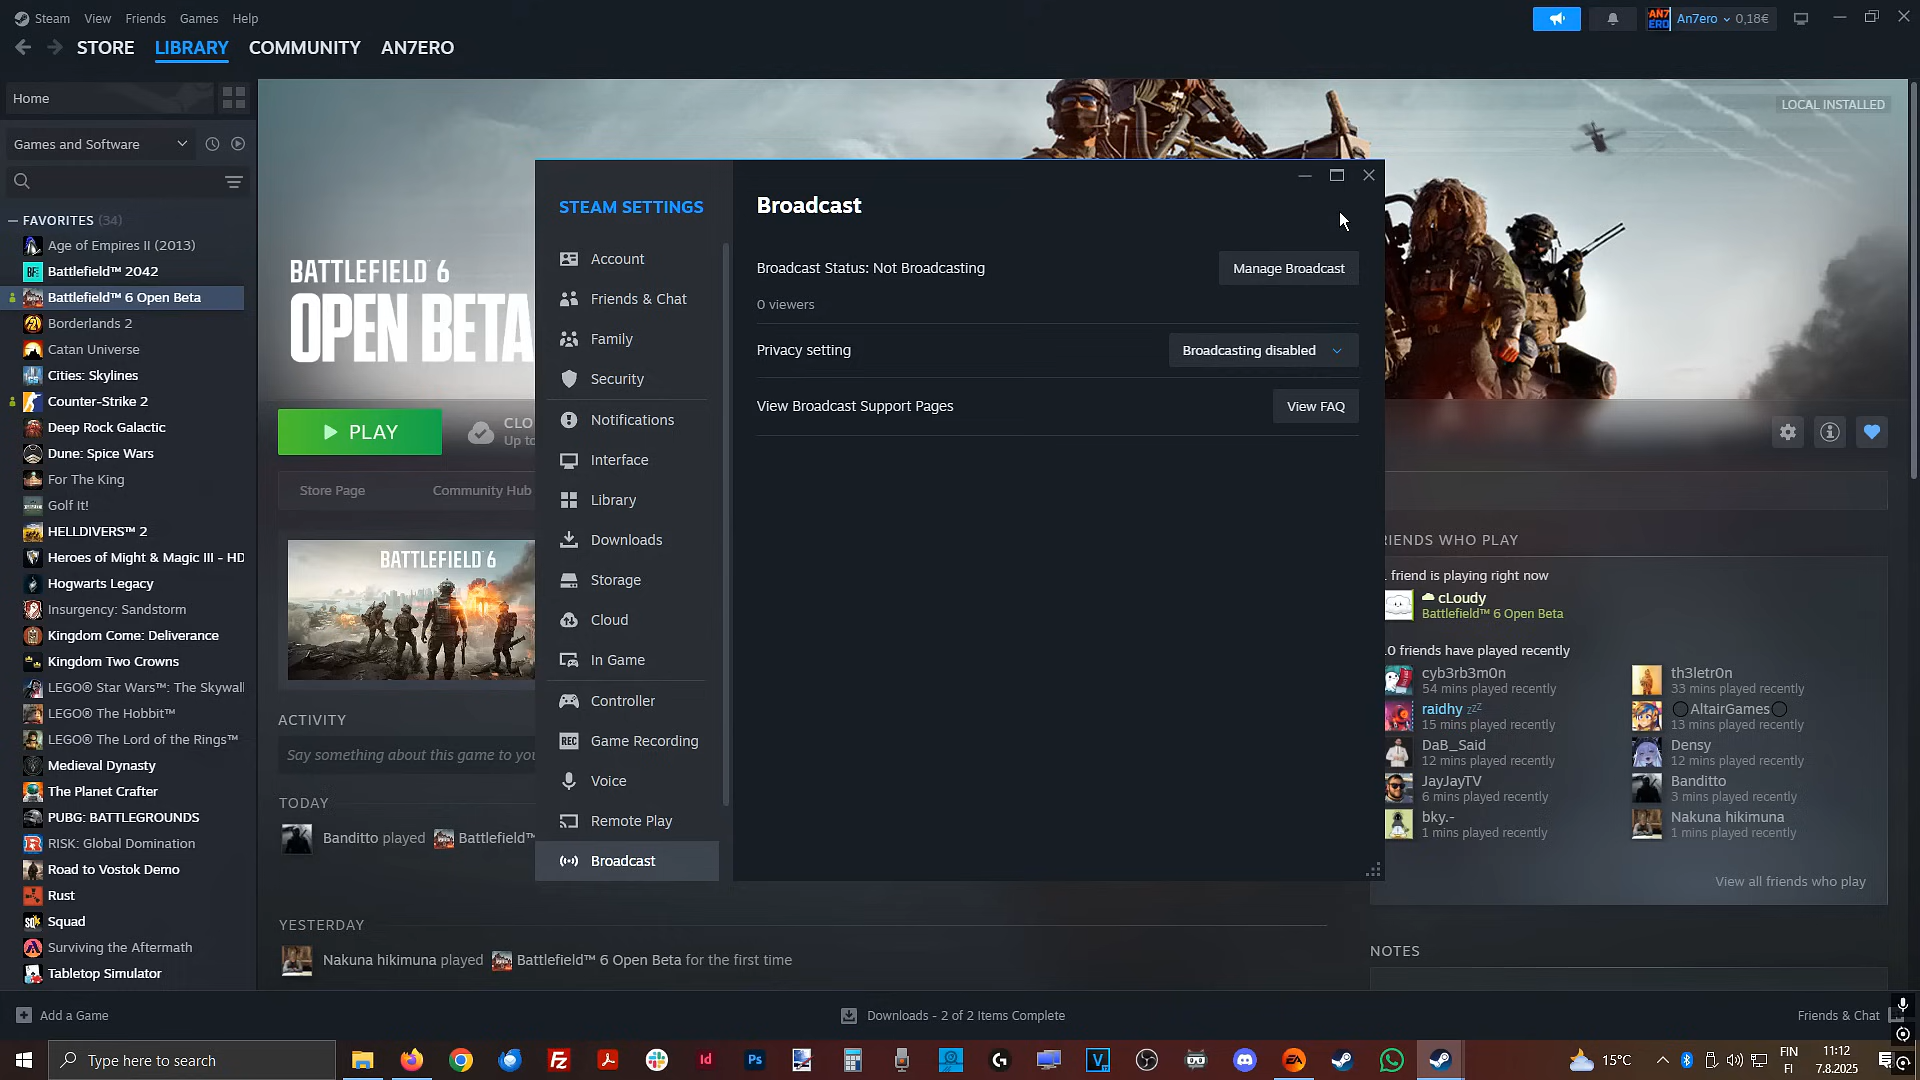 Steam View Friends Games Help
An7ero 0,18€
STORE LIBRARY COMMUNITY AN7ERO
Home
LOCAL INSTALLED
Games and Software
FAVORITES (34)
Age of Empires II (2013)
Battlefield™ 2042
Battlefield™ 6 Open Beta
Borderlands 2
Catan Universe
Cities: Skylines
Counter-Strike 2
Deep Rock Galactic
Dune: Spice Wars
For The King
Golf It!
HELLDIVERS™ 2
Heroes of Might & Magic III - HD
Hogwarts Legacy
Insurgency: Sandstorm
Kingdom Come: Deliverance
Kingdom Two Crowns
LEGO® Star Wars™: The Skywal
LEGO® The Hobbit™
LEGO® The Lord of the Rings™
Medieval Dynasty
The Planet Crafter
PUBG: BATTLEGROUNDS
RISK: Global Domination
Road to Vostok Demo
Rust
Squad
Surviving the Aftermath
Tabletop Simulator
BATTLEFIELD 6
OPEN BETA
PLAY
CLO
Up to
Store Page Community Hub
BATTLEFIELD 6
ACTIVITY
Say something about this game to you
TODAY
Banditto played Battlefield™
YESTERDAY
Nakuna hikimuna played Battlefield™ 6 Open Beta for the first time
STEAM SETTINGS
Account
Friends & Chat
Family
Security
Notifications
Interface
Library
Downloads
Storage
Cloud
In Game
Controller
REC Game Recording
Voice
Remote Play
Broadcast
Broadcast
Broadcast Status: Not Broadcasting Manage Broadcast
0 viewers
Privacy setting Broadcasting disabled
View Broadcast Support Pages View FAQ
RIENDS WHO PLAY
friend is playing right now
cLoudy
Battlefield™ 6 Open Beta
0 friends have played recently
cyb3rb3m0n
54 mins played recently
th3letr0n
33 mins played recently
raidhy zZZ
15 mins played recently
AltairGames
13 mins played recently
DaB_Said
12 mins played recently
Densy
12 mins played recently
JayJayTV
6 mins played recently
Banditto
3 mins played recently
bky.-
1 mins played recently
Nakuna hikimuna
1 mins played recently
View all friends who play
NOTES
Add a Game
Downloads - 2 of 2 Items Complete
Friends & Chat
Type here to search
15°C
FIN
FI
11:12
7.8.2025